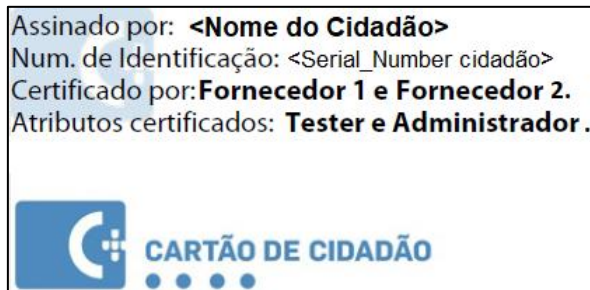 Assinado por: <Nome do Cidadão>
Num. de Identificação: <Serial_Number cidadão>
Certificado por:Fornecedor 1 e Fornecedor 2.
Atributos certificados: Tester e Administrador.
CARTÃO DE CIDADÃO